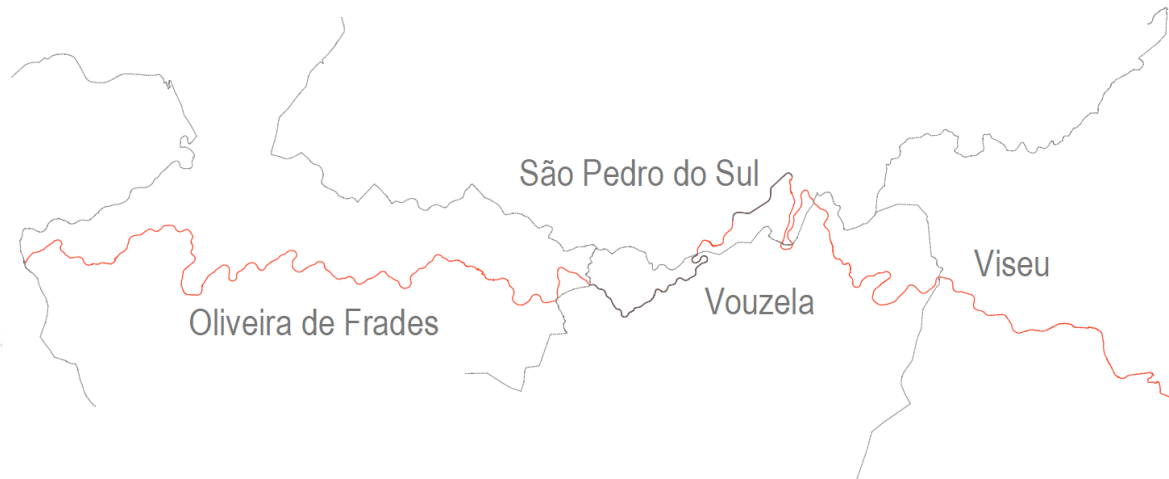 São Pedro do Sul
Viseu
Vouzela
Oliveira de Frades